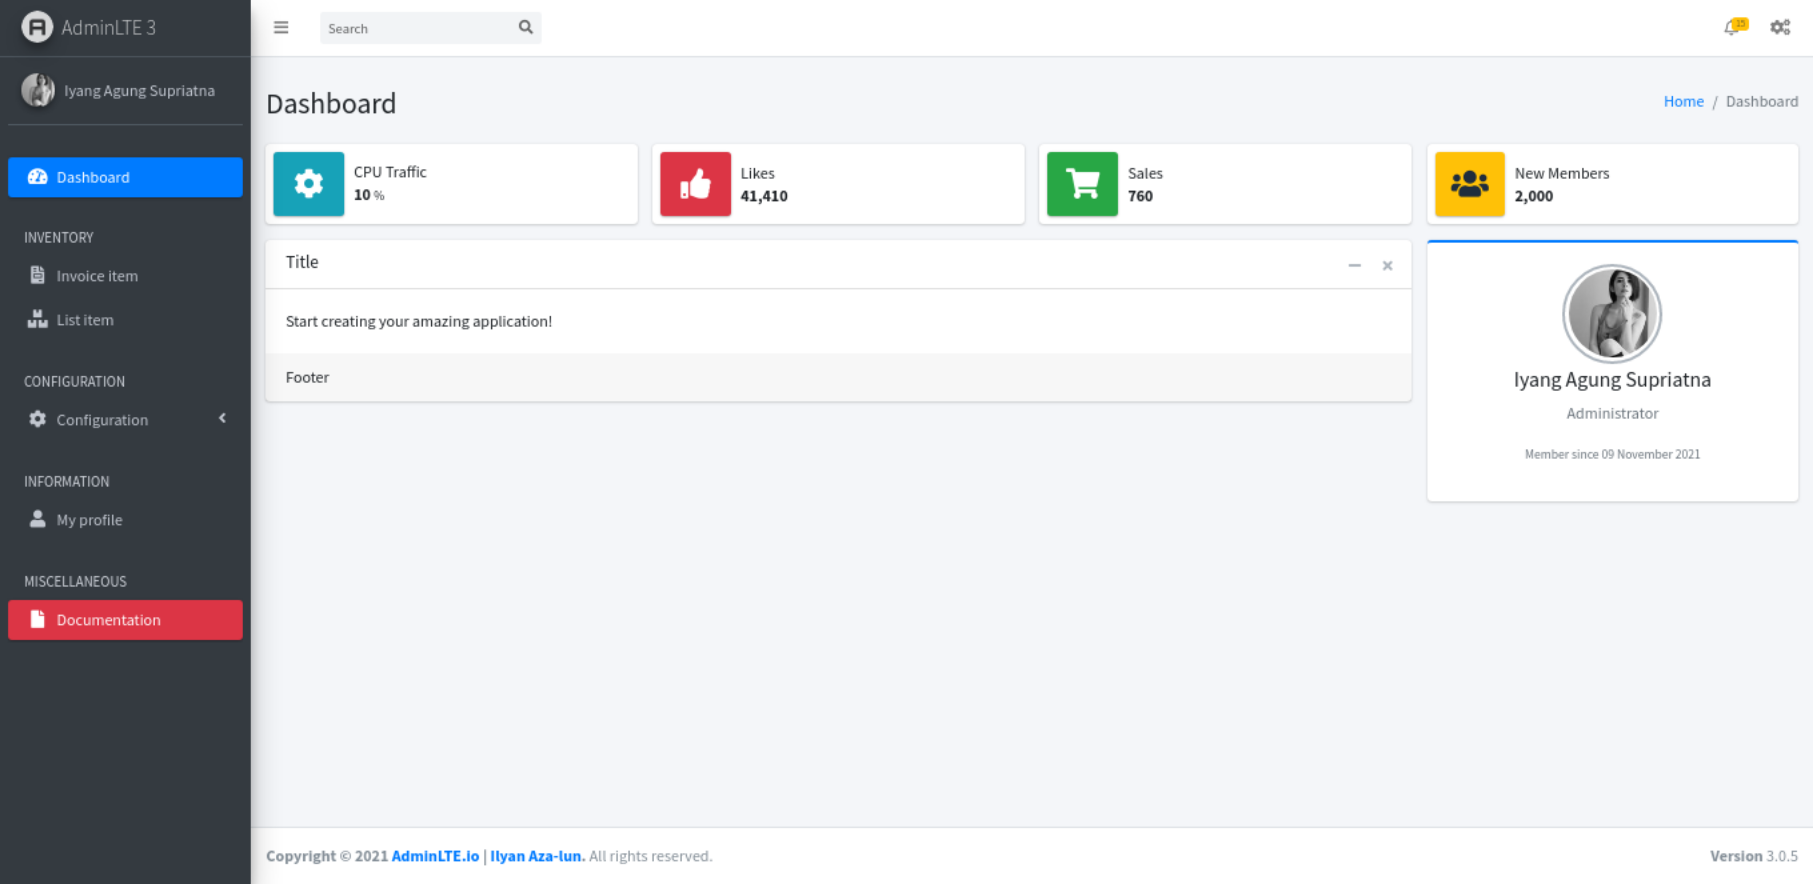 AdminLTE 3
Search
15
Iyang Agung Supriatna
Dashboard
Home / Dashboard
Dashboard
INVENTORY
Invoice item
List item
CONFIGURATION
Configuration
INFORMATION
My profile
MISCELLANEOUS
Documentation
CPU Traffic
10 %
Likes
41,410
Sales
760
New Members
2,000
Title
Start creating your amazing application!
Footer
Iyang Agung Supriatna
Administrator
Member since 09 November 2021
Copyright © 2021 AdminLTE.io | Ilyan Aza-lun. All rights reserved.
Version 3.0.5